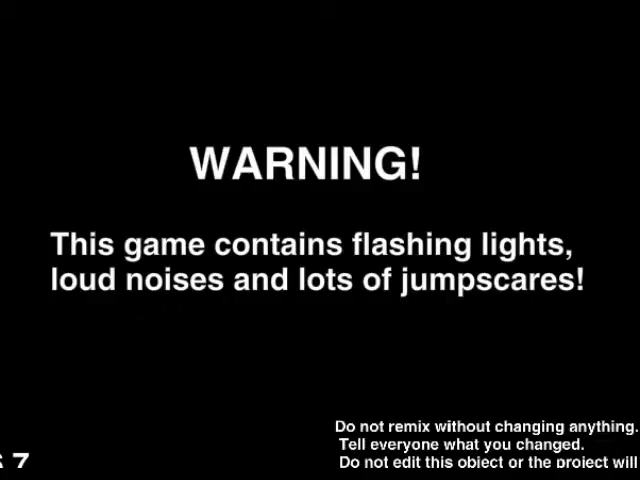 WARNING!
This game contains flashing lights,
loud noises and lots of jumpscares!
Do not remix without changing anything.
Tell everyone what you changed.
Do not edit this object or the project will
7